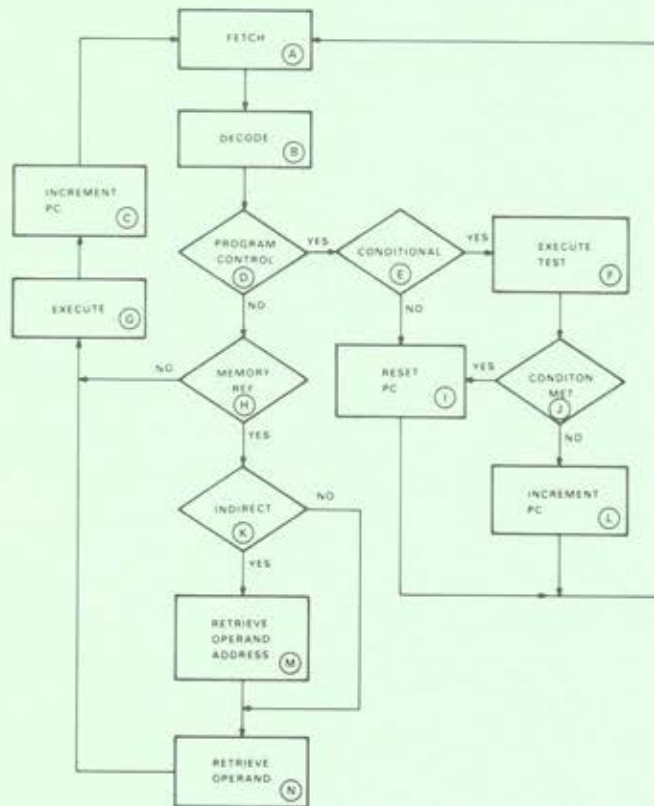 FETCH
A
DECODE
B
INCREMENT
PC
C
PROGRAM
CONTROL
D
YES
CONDITIONAL
E
YES
EXECUTE
TEST
F
NO
NO
EXECUTE
G
NO
MEMORY
REF
H
RESET
PC
I
YES
CONDITON
MET
J
YES
NO
INDIRECT
K
NO
INCREMENT
PC
L
YES
RETRIEVE
OPERAND
ADDRESS
M
RETRIEVE
OPERAND
N